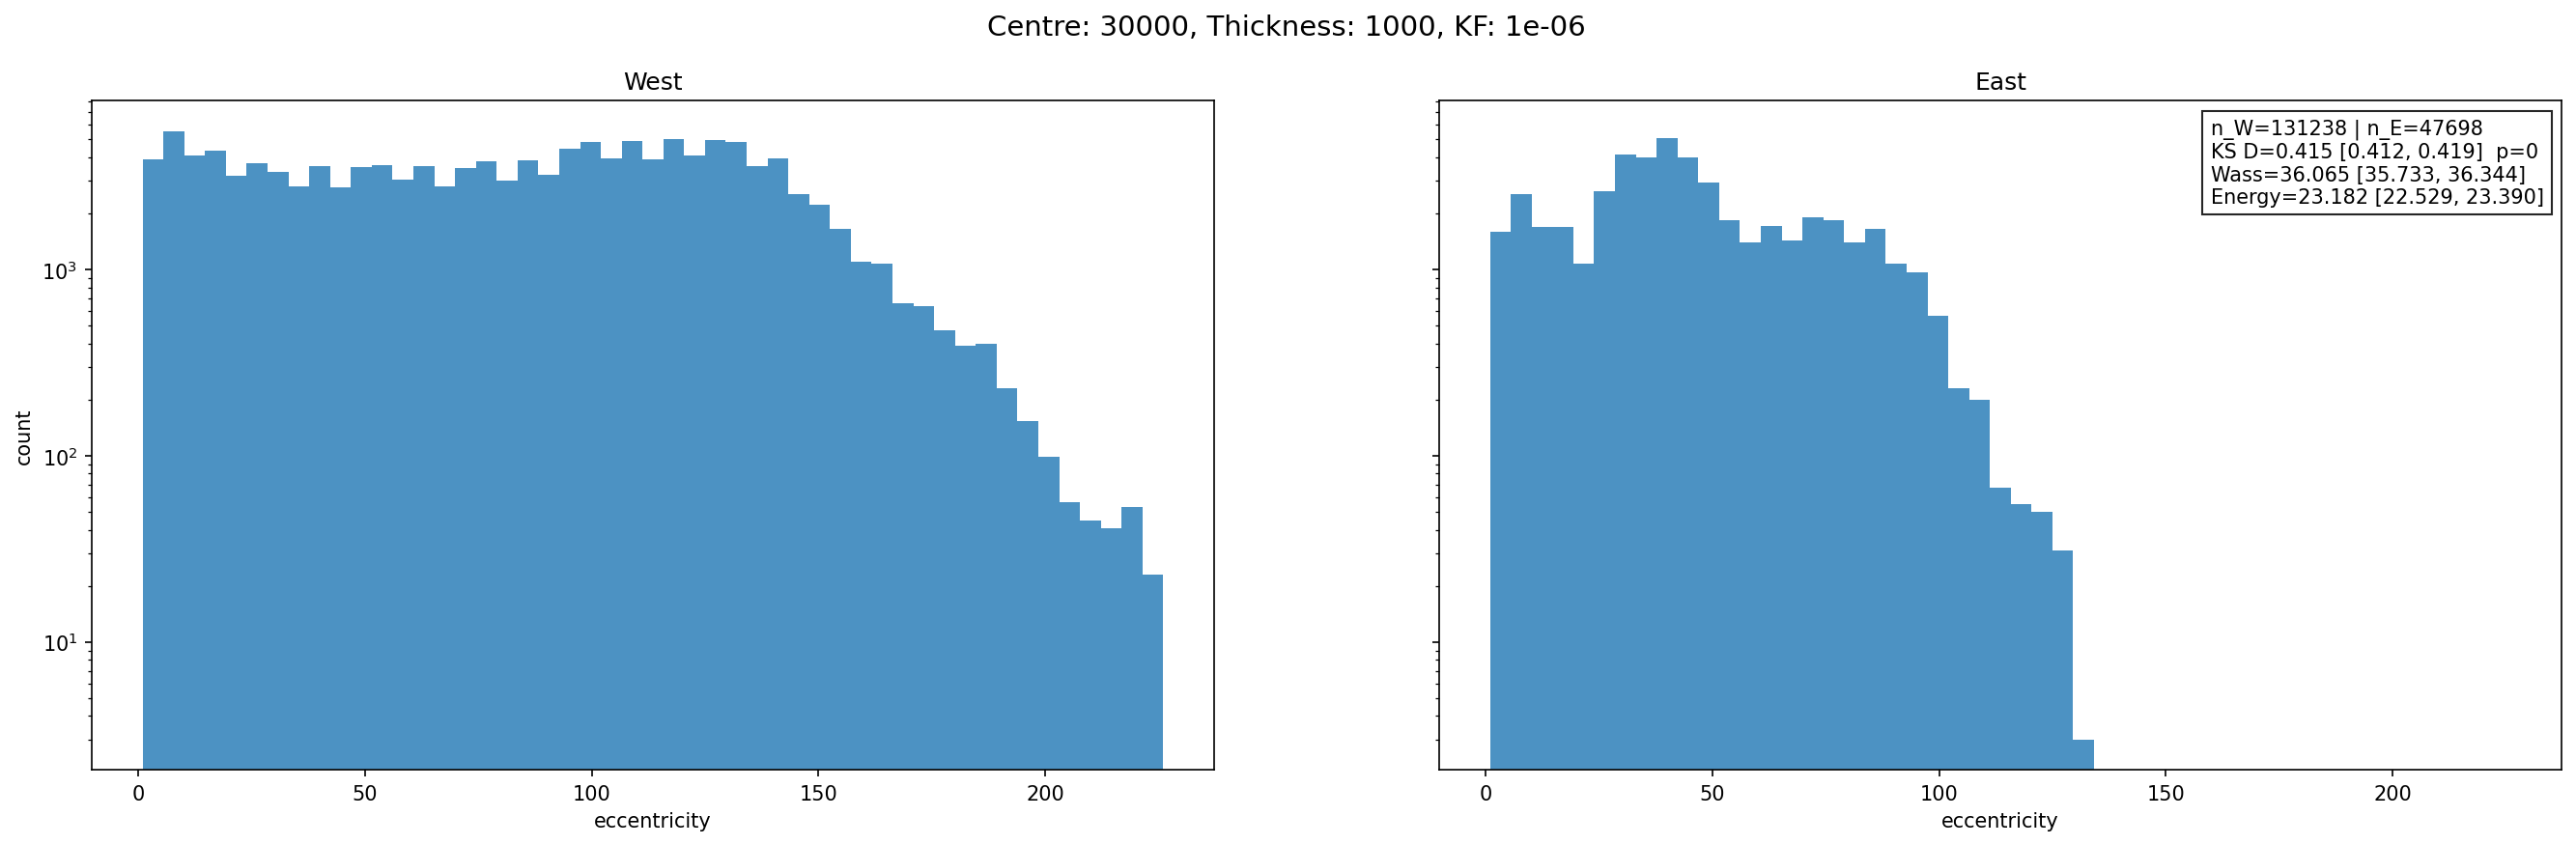 Centre: 30000, Thickness: 1000, KF: 1e-06
West
East
n_W=131238 | n_E=47698
KS D=0.415 [0.412, 0.419]  p=0
Wass=36.065 [35.733, 36.344]
Energy=23.182 [22.529, 23.390]
count
10³
10²
10¹
0 50 100 150 200
eccentricity
0 50 100 150 200
eccentricity